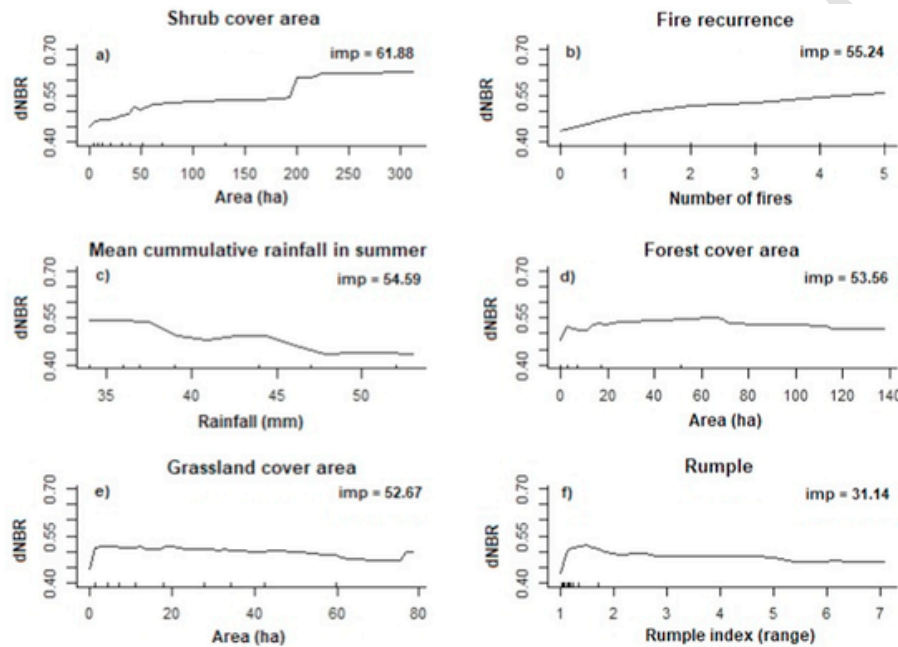 Shrub cover area
a)
imp = 61.88
dNBR
0.40 0.55 0.70
0 50 100 150 200 250 300
Area (ha)
Fire recurrence
b)
imp = 55.24
dNBR
0.40 0.55 0.70
0 1 2 3 4 5
Number of fires
Mean cummulative rainfall in summer
c)
imp = 54.59
dNBR
0.40 0.55 0.70
35 40 45 50
Rainfall (mm)
Forest cover area
d)
imp = 53.56
dNBR
0.40 0.55 0.70
0 20 40 60 80 100 120 140
Area (ha)
Grassland cover area
e)
imp = 52.67
dNBR
0.40 0.55 0.70
0 20 40 60 80
Area (ha)
Rumple
f)
imp = 31.14
dNBR
0.40 0.55 0.70
1 2 3 4 5 6 7
Rumple index (range)